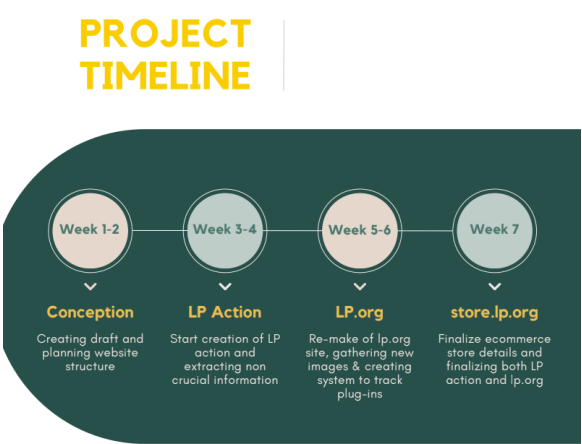 PROJECT
TIMELINE
Week 1-2
Week 3-4
Week 5-6
Week 7
Conception
LP Action
LP.org
store.lp.org
Creating draft and
planning website
structure
Start creation of LP
action and
extracting non
crucial information
Re-make of lp.org
site, gathering new
images & creating
system to track
plug-ins
Finalize ecommerce
store details and
finalizing both LP
action and lp.org